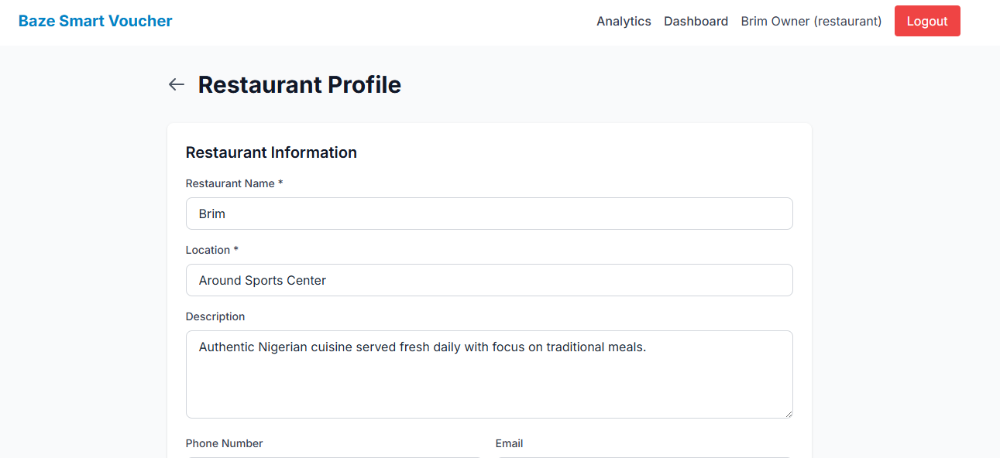 Baze Smart Voucher
Analytics Dashboard Brim Owner (restaurant) Logout
Restaurant Profile
Restaurant Information
Restaurant Name *
Brim
Location *
Around Sports Center
Description
Authentic Nigerian cuisine served fresh daily with focus on traditional meals.
Phone Number Email